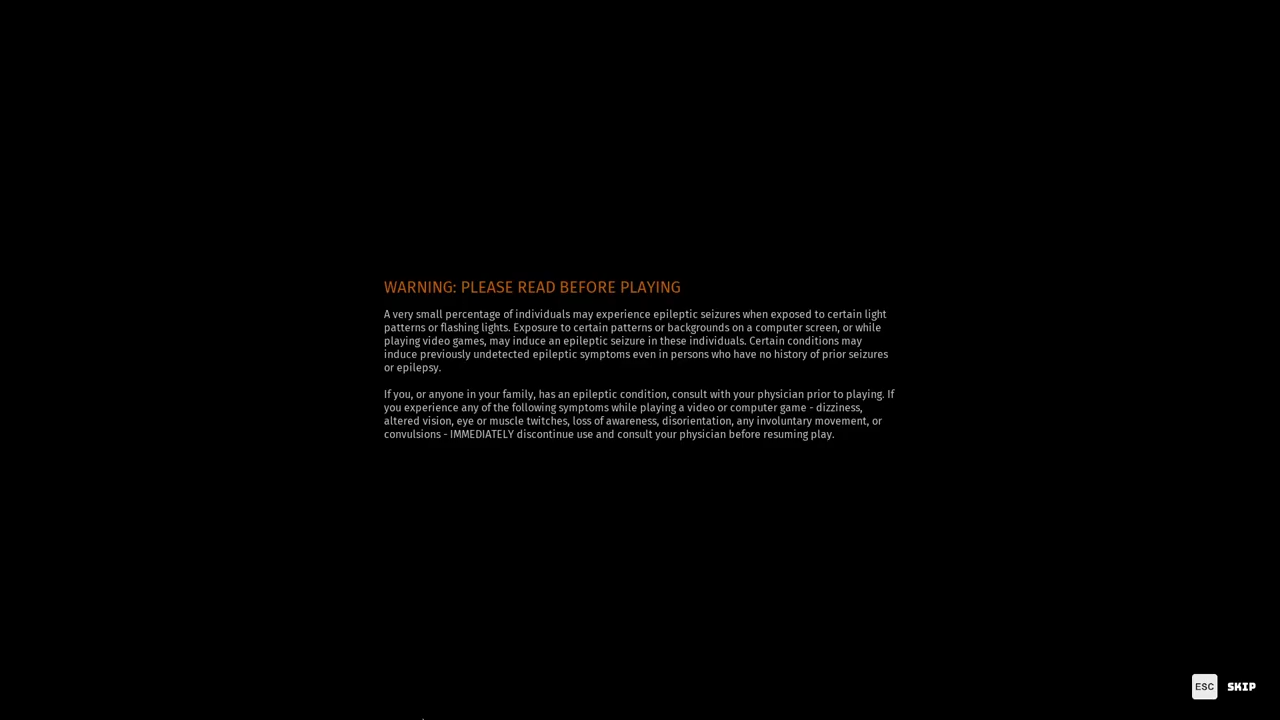 WARNING: PLEASE READ BEFORE PLAYING
A very small percentage of individuals may experience epileptic seizures when exposed to certain light
patterns or flashing lights. Exposure to certain patterns or backgrounds on a computer screen, or while
playing video games, may induce an epileptic seizure in these individuals. Certain conditions may
induce previously undetected epileptic symptoms even in persons who have no history of prior seizures
or epilepsy.
If you, or anyone in your family, has an epileptic condition, consult with your physician prior to playing. If
you experience any of the following symptoms while playing a video or computer game - dizziness,
altered vision, eye or muscle twitches, loss of awareness, disorientation, any involuntary movement, or
convulsions - IMMEDIATELY discontinue use and consult your physician before resuming play.
ESC SKIP